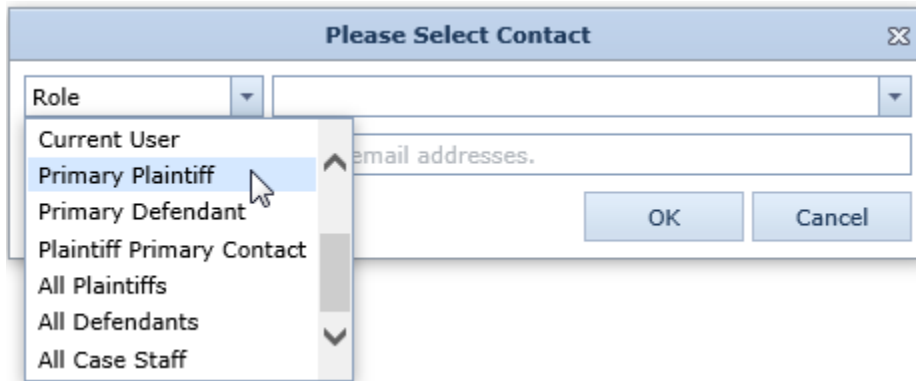 Please Select Contact
Role
Current User
Primary Plaintiff
email addresses.
Primary Defendant
Plaintiff Primary Contact
All Plaintiffs
All Defendants
All Case Staff
OK
Cancel